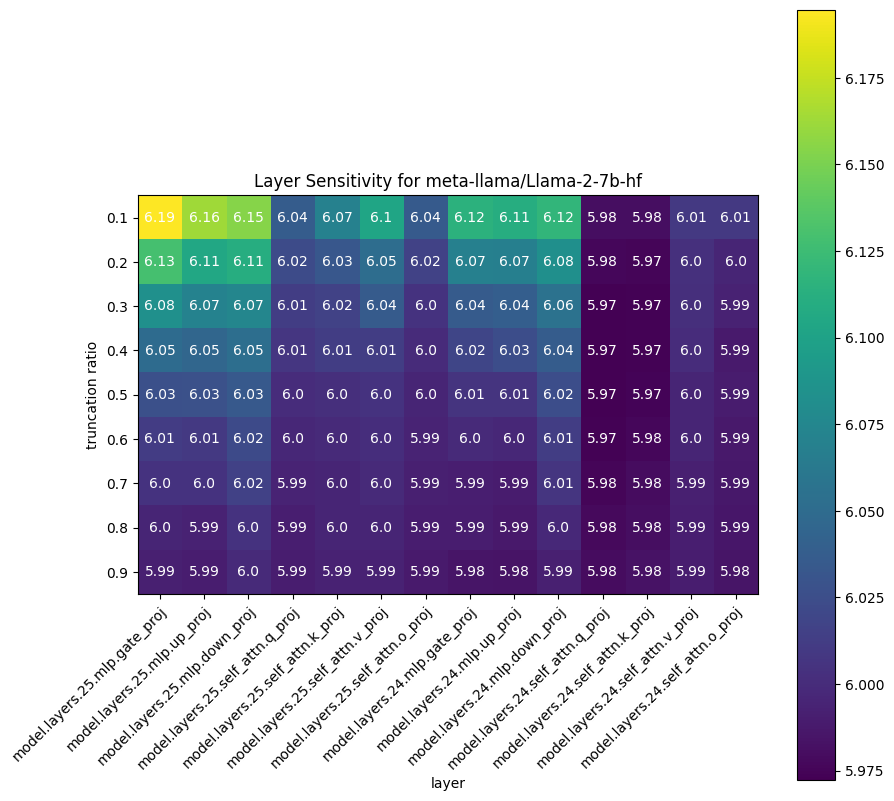 Layer Sensitivity for meta-llama/Llama-2-7b-hf
truncation ratio
0.1 6.19 6.16 6.15 6.04 6.07 6.1 6.04 6.12 6.11 6.12 5.98 5.98 6.01 6.01
0.2 6.13 6.11 6.11 6.02 6.03 6.05 6.02 6.07 6.07 6.08 5.98 5.97 6.0 6.0
0.3 6.08 6.07 6.07 6.01 6.02 6.04 6.0 6.04 6.04 6.06 5.97 5.97 6.0 5.99
0.4 6.05 6.05 6.05 6.01 6.01 6.01 6.0 6.02 6.03 6.04 5.97 5.97 6.0 5.99
0.5 6.03 6.03 6.03 6.0 6.0 6.0 6.0 6.01 6.01 6.02 5.97 5.97 6.0 5.99
0.6 6.01 6.01 6.02 6.0 6.0 6.0 5.99 6.0 6.0 6.01 5.97 5.98 6.0 5.99
0.7 6.0 6.0 6.02 5.99 6.0 6.0 5.99 5.99 5.99 6.01 5.98 5.98 5.99 5.99
0.8 6.0 5.99 6.0 5.99 6.0 6.0 5.99 5.99 5.99 6.0 5.98 5.98 5.99 5.99
0.9 5.99 5.99 6.0 5.99 5.99 5.99 5.99 5.98 5.98 5.99 5.98 5.98 5.99 5.98
model.layers.25.mlp.gate_proj
model.layers.25.mlp.up_proj
model.layers.25.mlp.down_proj
model.layers.25.self_attn.q_proj
model.layers.25.self_attn.k_proj
model.layers.25.self_attn.v_proj
model.layers.25.self_attn.o_proj
model.layers.24.mlp.gate_proj
model.layers.24.mlp.up_proj
model.layers.24.mlp.down_proj
model.layers.24.self_attn.q_proj
model.layers.24.self_attn.k_proj
model.layers.24.self_attn.v_proj
model.layers.24.self_attn.o_proj
layer
6.175
6.150
6.125
6.100
6.075
6.050
6.025
6.000
5.975